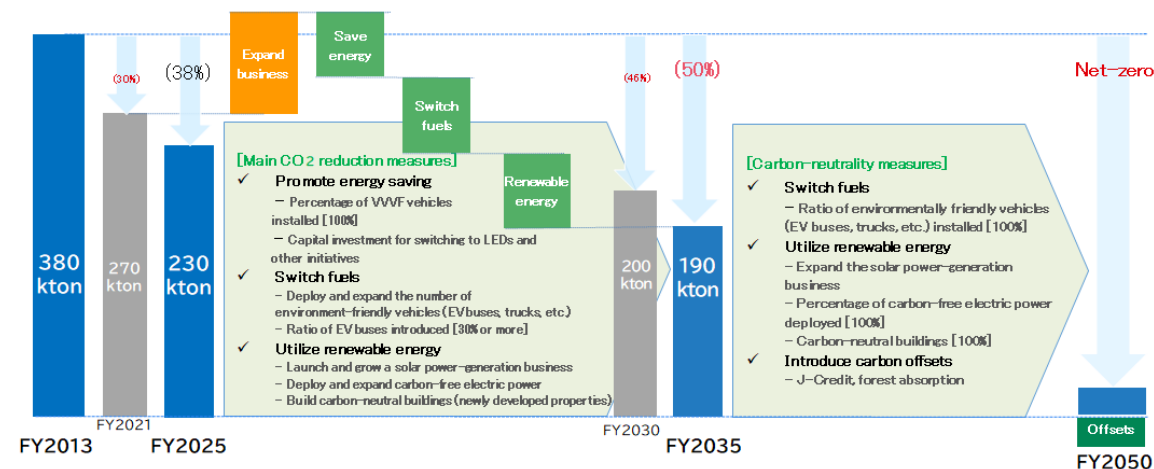 Expand
business
Save
energy
Switch
fuels
Renewable
energy
(30%)
(38%)
(46%)
(50%)
Net-zero
380
kton
270
kton
230
kton
200
kton
190
kton
[Main CO2 reduction measures]
✓ Promote energy saving
– Percentage of VVVF vehicles
installed [100%]
– Capital investment for switching to LEDs and
other initiatives
✓ Switch fuels
– Deploy and expand the number of
environment-friendly vehicles (EV buses, trucks, etc.)
– Ratio of EV buses introduced [30% or more]
✓ Utilize renewable energy
– Launch and grow a solar power-generation business
– Deploy and expand carbon-free electric power
– Build carbon-neutral buildings (newly developed properties)
[Carbon-neutrality measures]
✓ Switch fuels
– Ratio of environmentally friendly vehicles
(EV buses, trucks, etc.) installed [100%]
✓ Utilize renewable energy
– Expand the solar power-generation
business
– Percentage of carbon-free electric power
deployed [100%]
– Carbon-neutral buildings [100%]
✓ Introduce carbon offsets
– J-Credit, forest absorption
Offsets
FY2013
FY2021
FY2025
FY2030
FY2035
FY2050